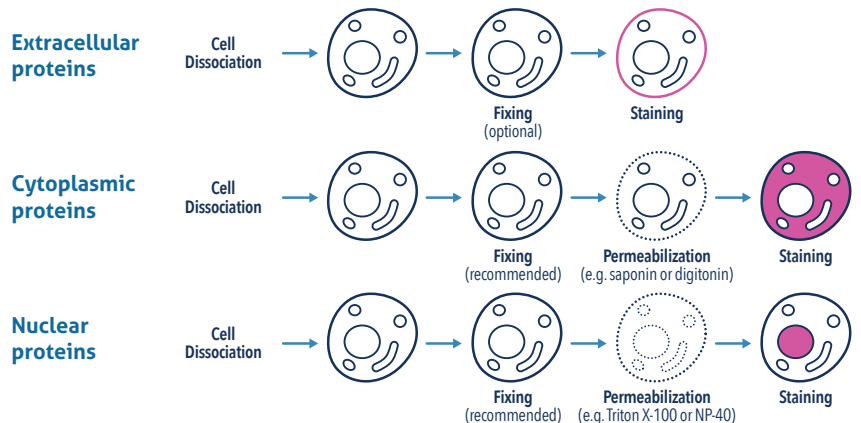 Extracellular
proteins
Cell
Dissociation
Fixing
(optional)
Staining
Cytoplasmic
proteins
Cell
Dissociation
Fixing
(recommended)
Permeabilization
(e.g. saponin or digitonin)
Staining
Nuclear
proteins
Cell
Dissociation
Fixing
(recommended)
Permeabilization
(e.g. Triton X-100 or NP-40)
Staining